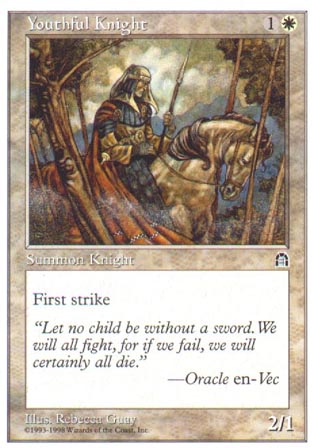 Youthful Knight 1
Summon Knight
First strike
“Let no child be without a sword. We
will all fight, for if we fail, we will
certainly all die.”
—Oracle en-Vec
Illus. Rebecca Guay
©1993-1998 Wizards of the Coast, Inc. 2/1